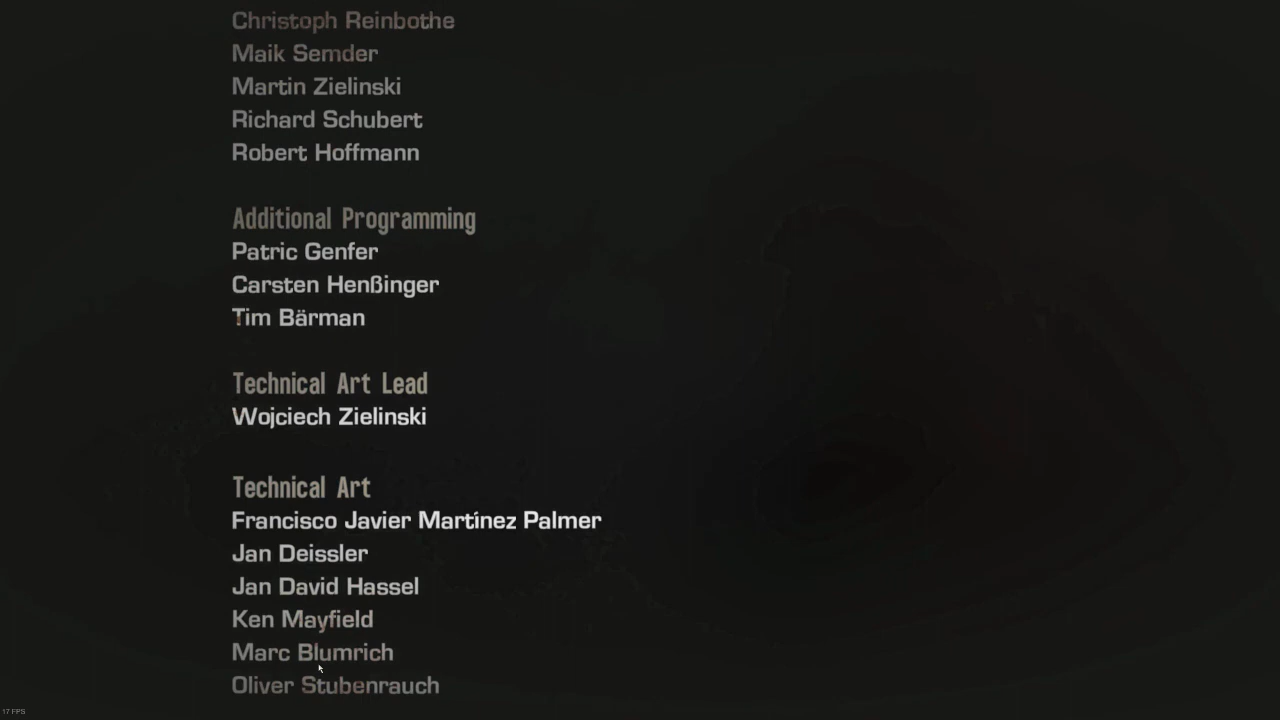 Christoph Reinbothe
Maik Semder
Martin Zielinski
Richard Schubert
Robert Hoffmann
Additional Programming
Patric Genfer
Carsten Henßinger
Tim Bärman
Technical Art Lead
Wojciech Zielinski
Technical Art
Francisco Javier Martínez Palmer
Jan Deissler
Jan David Hassel
Ken Mayfield
Marc Blumrich
Oliver Stubenrauch
17 FPS